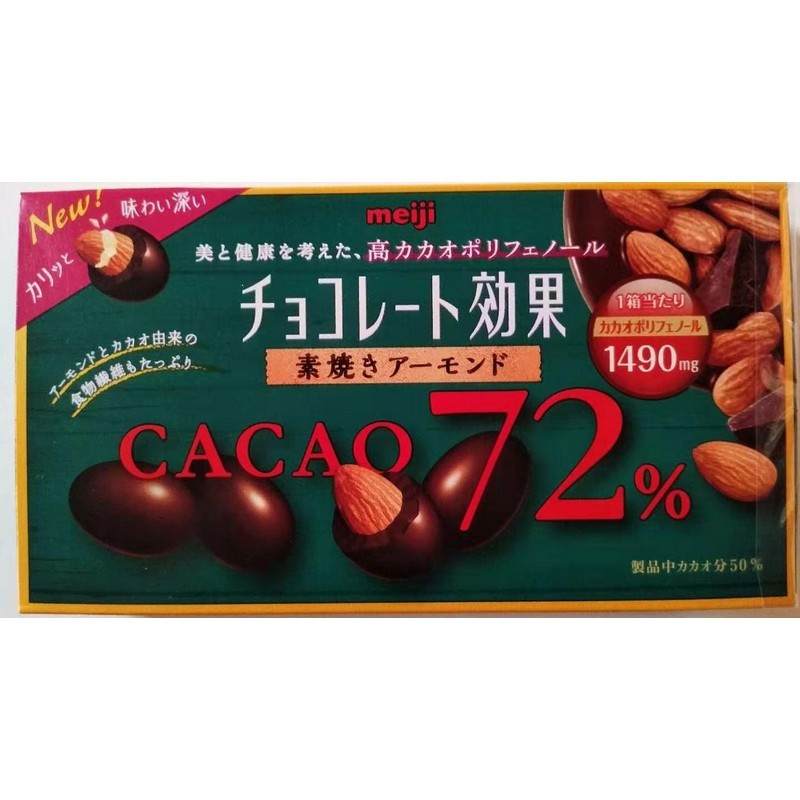 New!
味わい深い
カリッと
meiji
美と健康を考えた、高カカオポリフェノール
チョコレート効果
素焼きアーモンド
アーモンドとカカオ由来の
食物繊維もたっぷり
1箱当たり
カカオポリフェノール
1490mg
CACAO 72%
製品中カカオ分50%